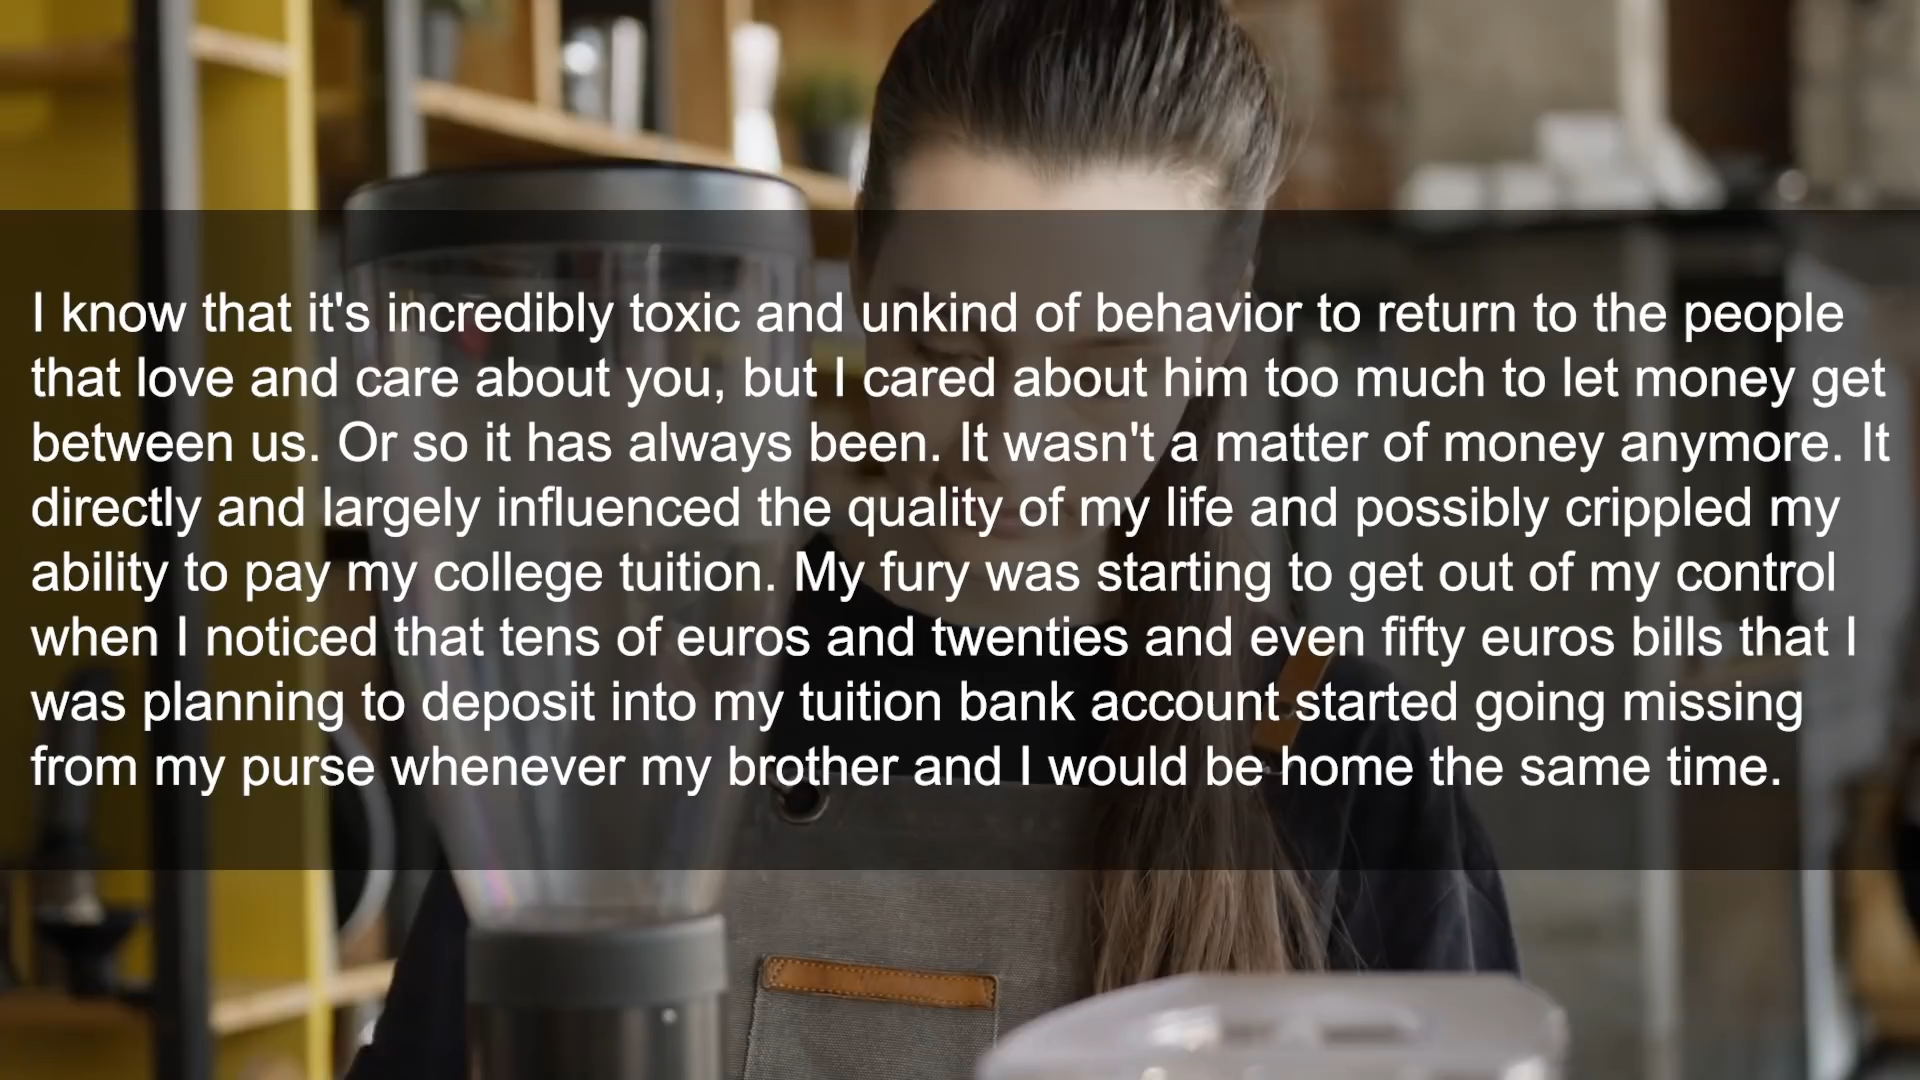 I know that it's incredibly toxic and unkind of behavior to return to the people
that love and care about you, but I cared about him too much to let money get
between us. Or so it has always been. It wasn't a matter of money anymore. It
directly and largely influenced the quality of my life and possibly crippled my
ability to pay my college tuition. My fury was starting to get out of my control
when I noticed that tens of euros and twenties and even fifty euros bills that I
was planning to deposit into my tuition bank account started going missing
from my purse whenever my brother and I would be home the same time.